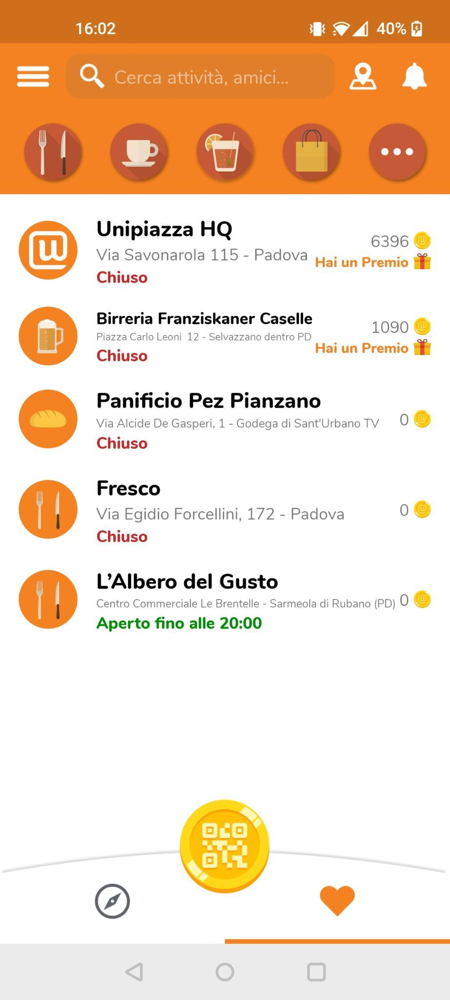 16:02
40%
Cerca attività, amici...
Unipiazza HQ
Via Savonarola 115 - Padova
Chiuso
6396
Hai un Premio
Birreria Franziskaner Caselle
Piazza Carlo Leoni  12 - Selvazzano dentro PD
Chiuso
1090
Hai un Premio
Panificio Pez Pianzano
Via Alcide De Gasperi, 1 - Godega di Sant'Urbano TV
Chiuso
0
Fresco
Via Egidio Forcellini, 172 - Padova
Chiuso
0
L’Albero del Gusto
Centro Commerciale Le Brentelle - Sarmeola di Rubano (PD)
Aperto fino alle 20:00
0